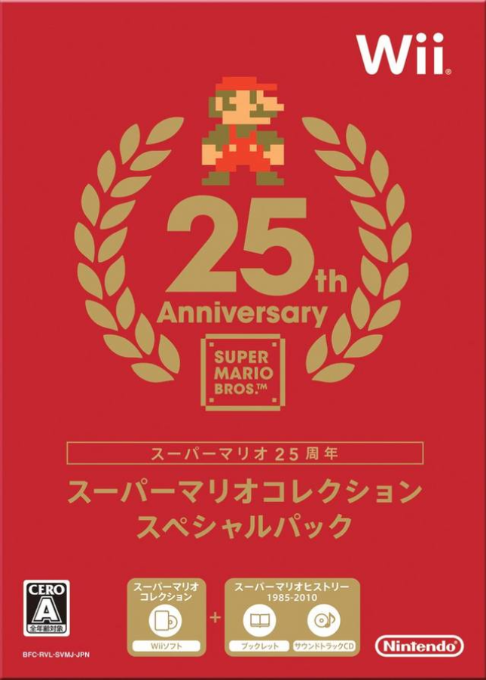 Wii
25th
Anniversary
SUPER
MARIO
BROS.™
スーパーマリオ25周年
スーパーマリオコレクション
スペシャルパック
CERO
A
全年齢対象
スーパーマリオ
コレクション
Wiiソフト
+
スーパーマリオヒストリー
1985-2010
ブックレット
サウンドトラックCD
Nintendo®
BFC-RVL-SVMJ-JPN